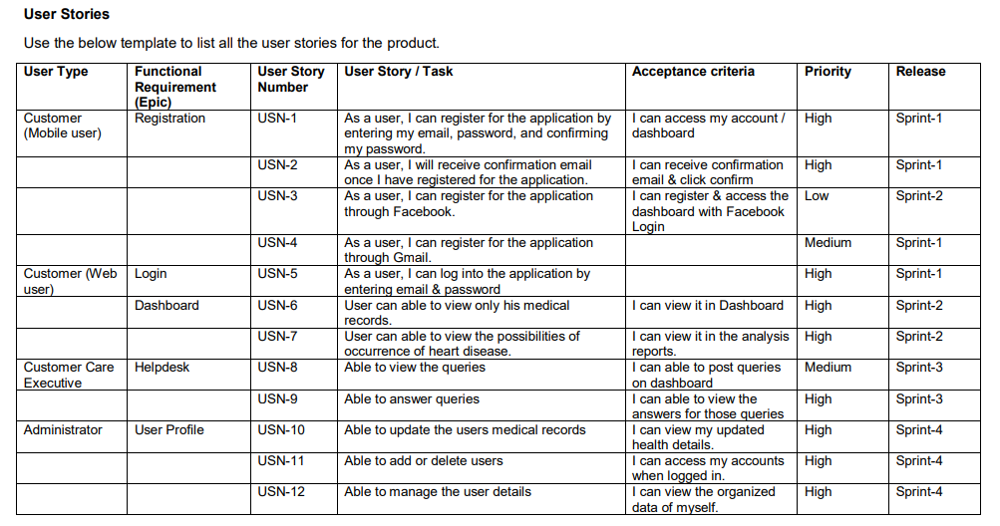 User Stories
Use the below template to list all the user stories for the product.
User Type
Functional
Requirement
(Epic)
User Story
Number
User Story / Task
Acceptance criteria
Priority
Release
Customer
(Mobile user)
Registration
USN-1
As a user, I can register for the application by
entering my email, password, and confirming
my password.
I can access my account /
dashboard
High
Sprint-1
USN-2
As a user, I will receive confirmation email
once I have registered for the application.
I can receive confirmation
email & click confirm
High
Sprint-1
USN-3
As a user, I can register for the application
through Facebook.
I can register & access the
dashboard with Facebook
Login
Low
Sprint-2
USN-4
As a user, I can register for the application
through Gmail.
Medium
Sprint-1
Customer (Web
user)
Login
USN-5
As a user, I can log into the application by
entering email & password
High
Sprint-1
Dashboard
USN-6
User can able to view only his medical
records.
I can view it in Dashboard
High
Sprint-2
USN-7
User can able to view the possibilities of
occurrence of heart disease.
I can view it in the analysis
reports.
High
Sprint-2
Customer Care
Executive
Helpdesk
USN-8
Able to view the queries
I can able to post queries
on dashboard
Medium
Sprint-3
USN-9
Able to answer queries
I can able to view the
answers for those queries
High
Sprint-3
Administrator
User Profile
USN-10
Able to update the users medical records
I can view my updated
health details.
High
Sprint-4
USN-11
Able to add or delete users
I can access my accounts
when logged in.
High
Sprint-4
USN-12
Able to manage the user details
I can view the organized
data of myself.
High
Sprint-4